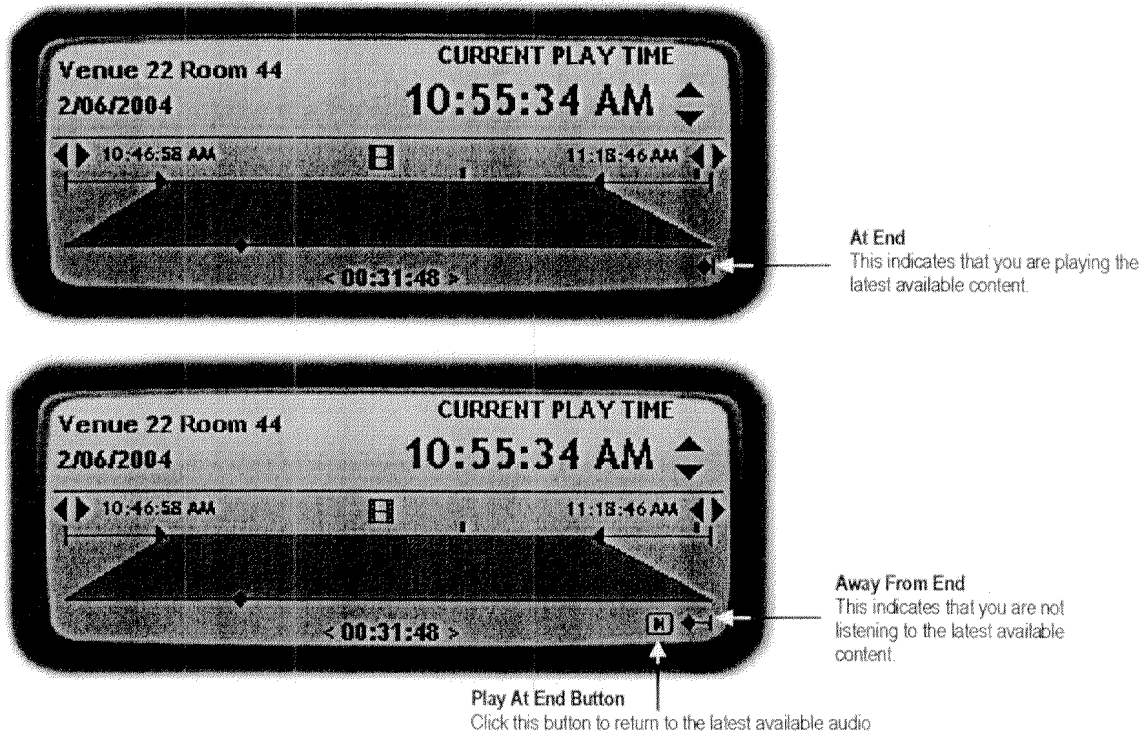 CURRENT PLAY TIME
Venue 22 Room 44
2/06/2004
10:55:34 AM
10:46:58 AM
11:18:46 AM
< 00:31:48 >
At End
This indicates that you are playing the
latest available content.
CURRENT PLAY TIME
Venue 22 Room 44
2/06/2004
10:55:34 AM
10:46:58 AM
11:18:46 AM
< 00:31:48 >
Away From End
This indicates that you are not
listening to the latest available
content.
Play At End Button
Click this button to return to the latest available audio